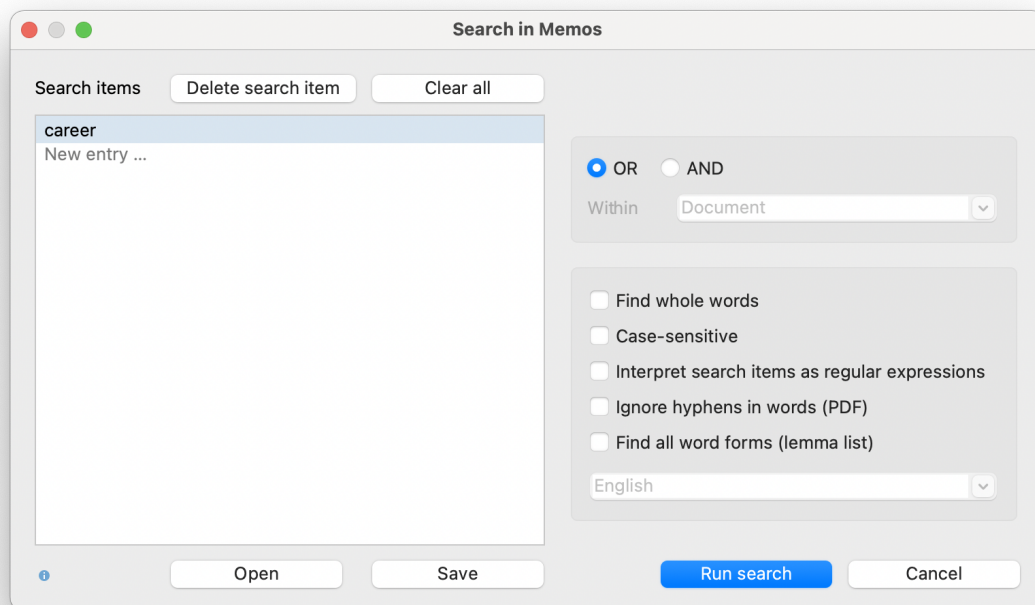 Search in Memos
Search items
Delete search item
Clear all
career
New entry ...
OR
AND
Within
Document
Find whole words
Case-sensitive
Interpret search items as regular expressions
Ignore hyphens in words (PDF)
Find all word forms (lemma list)
English
Open
Save
Run search
Cancel